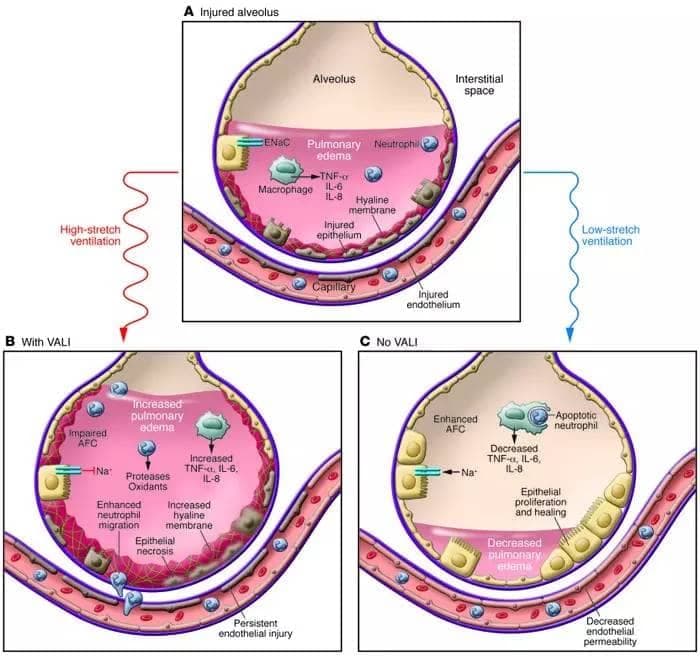 A Injured alveolus
Alveolus
Interstitial
space
ENaC
Pulmonary
edema
Neutrophil
Macrophage
TNF-α
IL-6
IL-8
Hyaline
membrane
Injured
epithelium
Capillary
Injured
endothelium
High-stretch
ventilation
Low-stretch
ventilation
B With VALI
Increased
pulmonary
edema
Impaired
AFC
Na+
Proteases
Oxidants
Increased
TNF-α, IL-6,
IL-8
Enhanced
neutrophil
migration
Increased
hyaline
membrane
Epithelial
necrosis
Persistent
endothelial injury
C No VALI
Enhanced
AFC
Apoptotic
neutrophil
Decreased
TNF-α, IL-6,
IL-8
Na+
Epithelial
proliferation
and healing
Decreased
pulmonary
edema
Decreased
endothelial
permeability